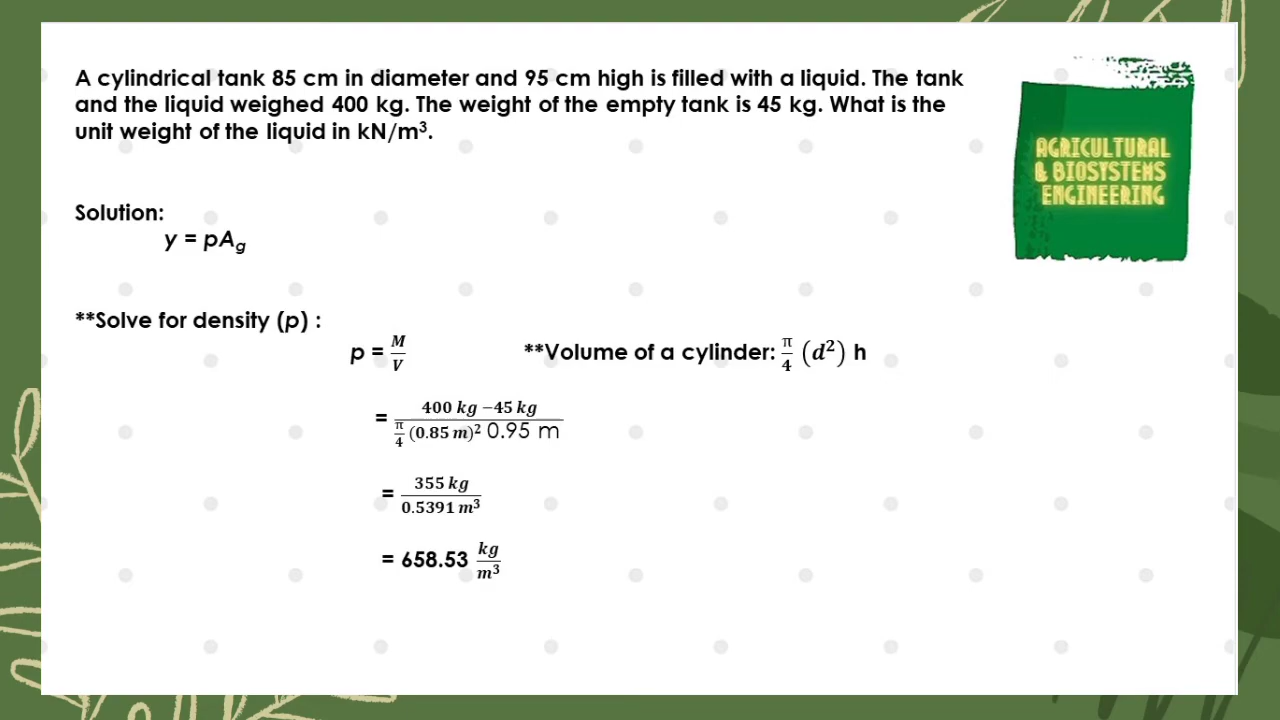 A cylindrical tank 85 cm in diameter and 95 cm high is filled with a liquid. The tank
and the liquid weighed 400 kg. The weight of the empty tank is 45 kg. What is the
unit weight of the liquid in kN/m³.
AGRICULTURAL
& BIOSYSTEMS
ENGINEERING
Solution:
y = pA_g
**Solve for density (p) :
p = M/V **Volume of a cylinder: π/4 (d²) h
= (400 kg −45 kg)/(π/4 (0.85 m)² 0.95 m)
= 355 kg/0.5391 m³
= 658.53 kg/m³